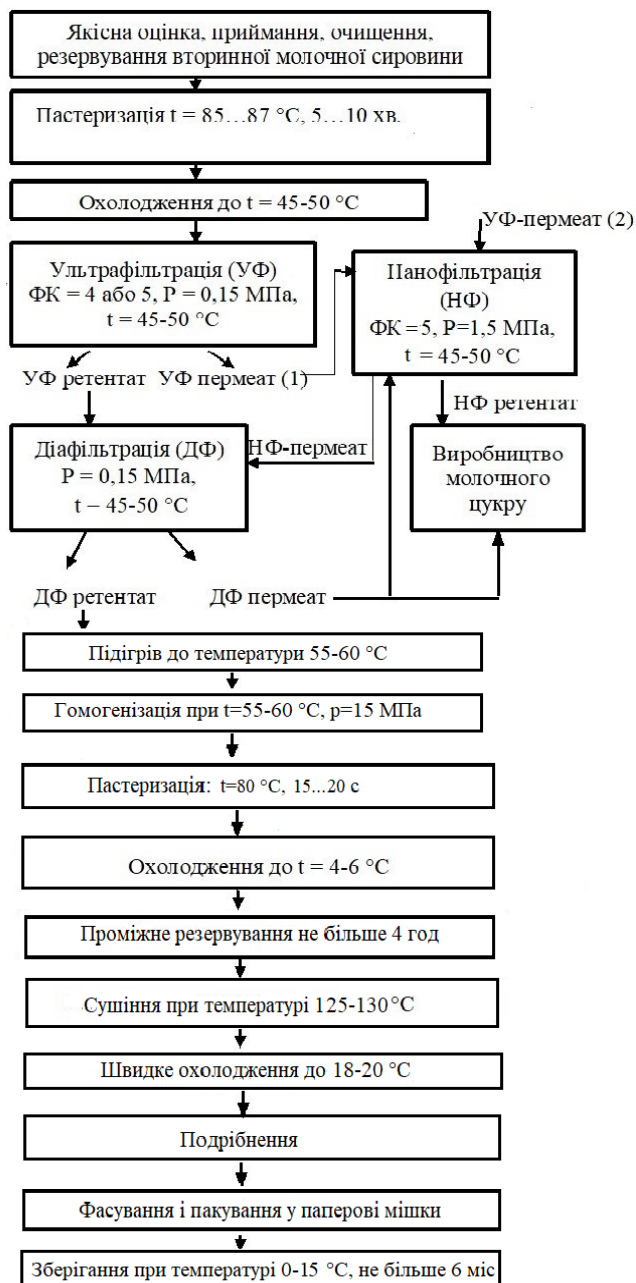 Якісна оцінка, приймання, очищення,
резервування вторинної молочної сировини
Пастеризація t = 85…87 °C, 5…10 хв.
Охолодження до t = 45-50 °C
УФ-пермеат (2)
Ультрафільтрація (УФ)
ФК = 4 або 5, Р = 0,15 МПа,
t = 45-50 °C
Нанофільтрація
(НФ)
ФК = 5, Р=1,5 МПа,
t = 45-50 °C
УФ ретентат УФ пермеат (1)
НФ ретентат
Діафільтрація (ДФ)
Р = 0,15 МПа,
t – 45-50 °C
НФ-пермеат
Виробництво
молочного
цукру
ДФ ретентат ДФ пермеат
Підігрів до температури 55-60 °C
Гомогенізація при t=55-60 °C, p=15 МПа
Пастеризація: t=80 °C, 15...20 с
Охолодження до t = 4-6 °C
Проміжне резервування не більше 4 год
Сушіння при температурі 125-130°C
Швидке охолодження до 18-20 °C
Подрібнення
Фасування і пакування у паперові мішки
Зберігання при температурі 0-15 °C, не більше 6 міс